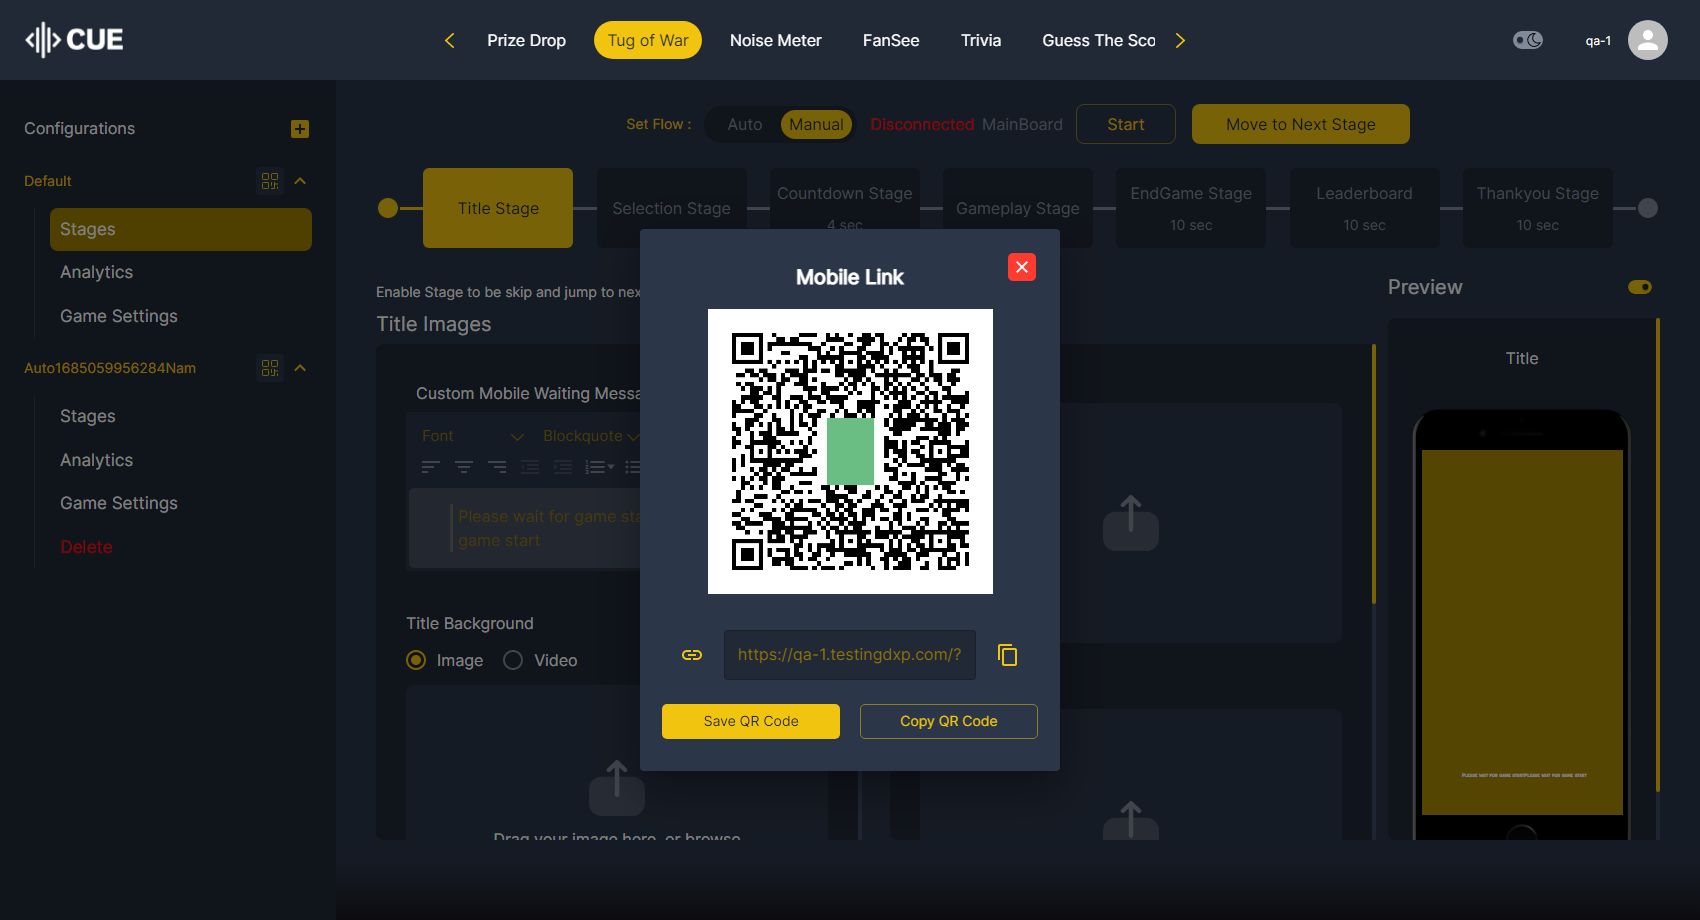 CUE
Prize Drop
Tug of War
Noise Meter
FanSee
Trivia
Guess The Sco
qa-1
Configurations
Set Flow :
Auto
Manual
Disconnected MainBoard
Start
Move to Next Stage
Default
Stages
Analytics
Game Settings
Auto1685059956284Nam
Stages
Analytics
Game Settings
Delete
Title Stage
Selection Stage
Countdown Stage
4 sec
Gameplay Stage
EndGame Stage
10 sec
Leaderboard
10 sec
Thankyou Stage
10 sec
Enable Stage to be skip and jump to nex
Title Images
Custom Mobile Waiting Messa
Font
Blockquote
Please wait for game sta
game start
Title Background
Image
Video
Drag your image here, or browse
Mobile Link
https://qa-1.testingdxp.com/?
Save QR Code
Copy QR Code
Preview
Title
PLEASE WAIT FOR GAME STARTPLEASE WAIT FOR GAME START